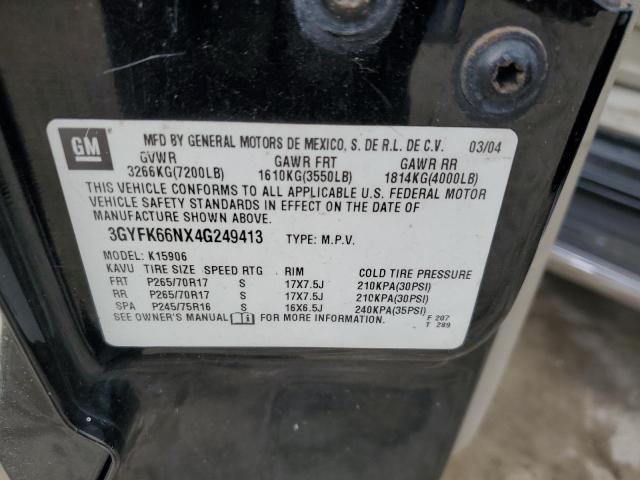 GM
MFD BY GENERAL MOTORS DE MEXICO, S. DE R.L. DE C.V. 03/04
GVWR GAWR FRT GAWR RR
3266KG(7200LB) 1610KG(3550LB) 1814KG(4000LB)
THIS VEHICLE CONFORMS TO ALL APPLICABLE U.S. FEDERAL MOTOR
VEHICLE SAFETY STANDARDS IN EFFECT ON THE DATE OF
MANUFACTURE SHOWN ABOVE.
3GYFK66NX4G249413 TYPE: M.P.V.
MODEL: K15906
KAVU TIRE SIZE SPEED RTG RIM COLD TIRE PRESSURE
FRT P265/70R17 S 17X7.5J 210KPA(30PSI)
RR P265/70R17 S 17X7.5J 210KPA(30PSI)
SPA P245/75R16 S 16X6.5J 240KPA(35PSI)
SEE OWNER'S MANUAL FOR MORE INFORMATION. F 207
T 289